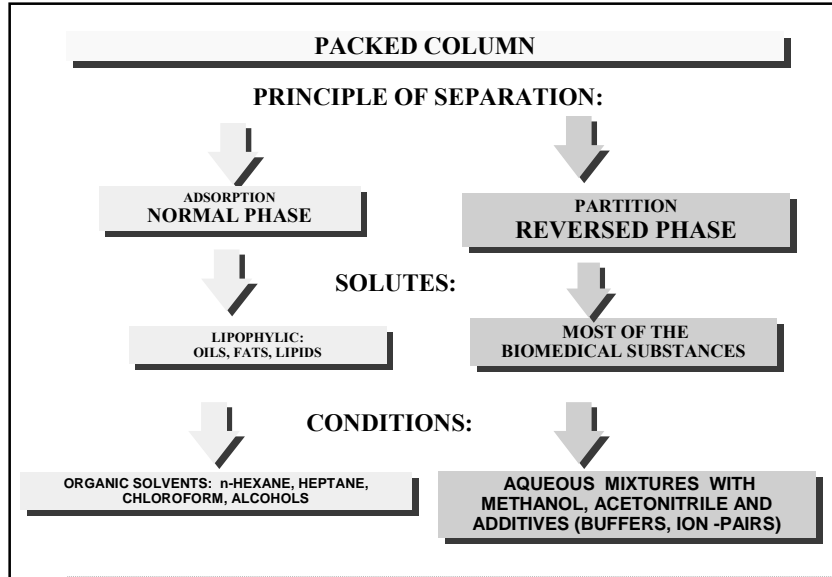 PACKED COLUMN
PRINCIPLE OF SEPARATION:
ADSORPTION
NORMAL PHASE
PARTITION
REVERSED PHASE
SOLUTES:
LIPOPHYLIC:
OILS, FATS, LIPIDS
MOST OF THE
BIOMEDICAL SUBSTANCES
CONDITIONS:
ORGANIC SOLVENTS: n-HEXANE, HEPTANE,
CHLOROFORM, ALCOHOLS
AQUEOUS MIXTURES WITH
METHANOL, ACETONITRILE AND
ADDITIVES (BUFFERS, ION -PAIRS)